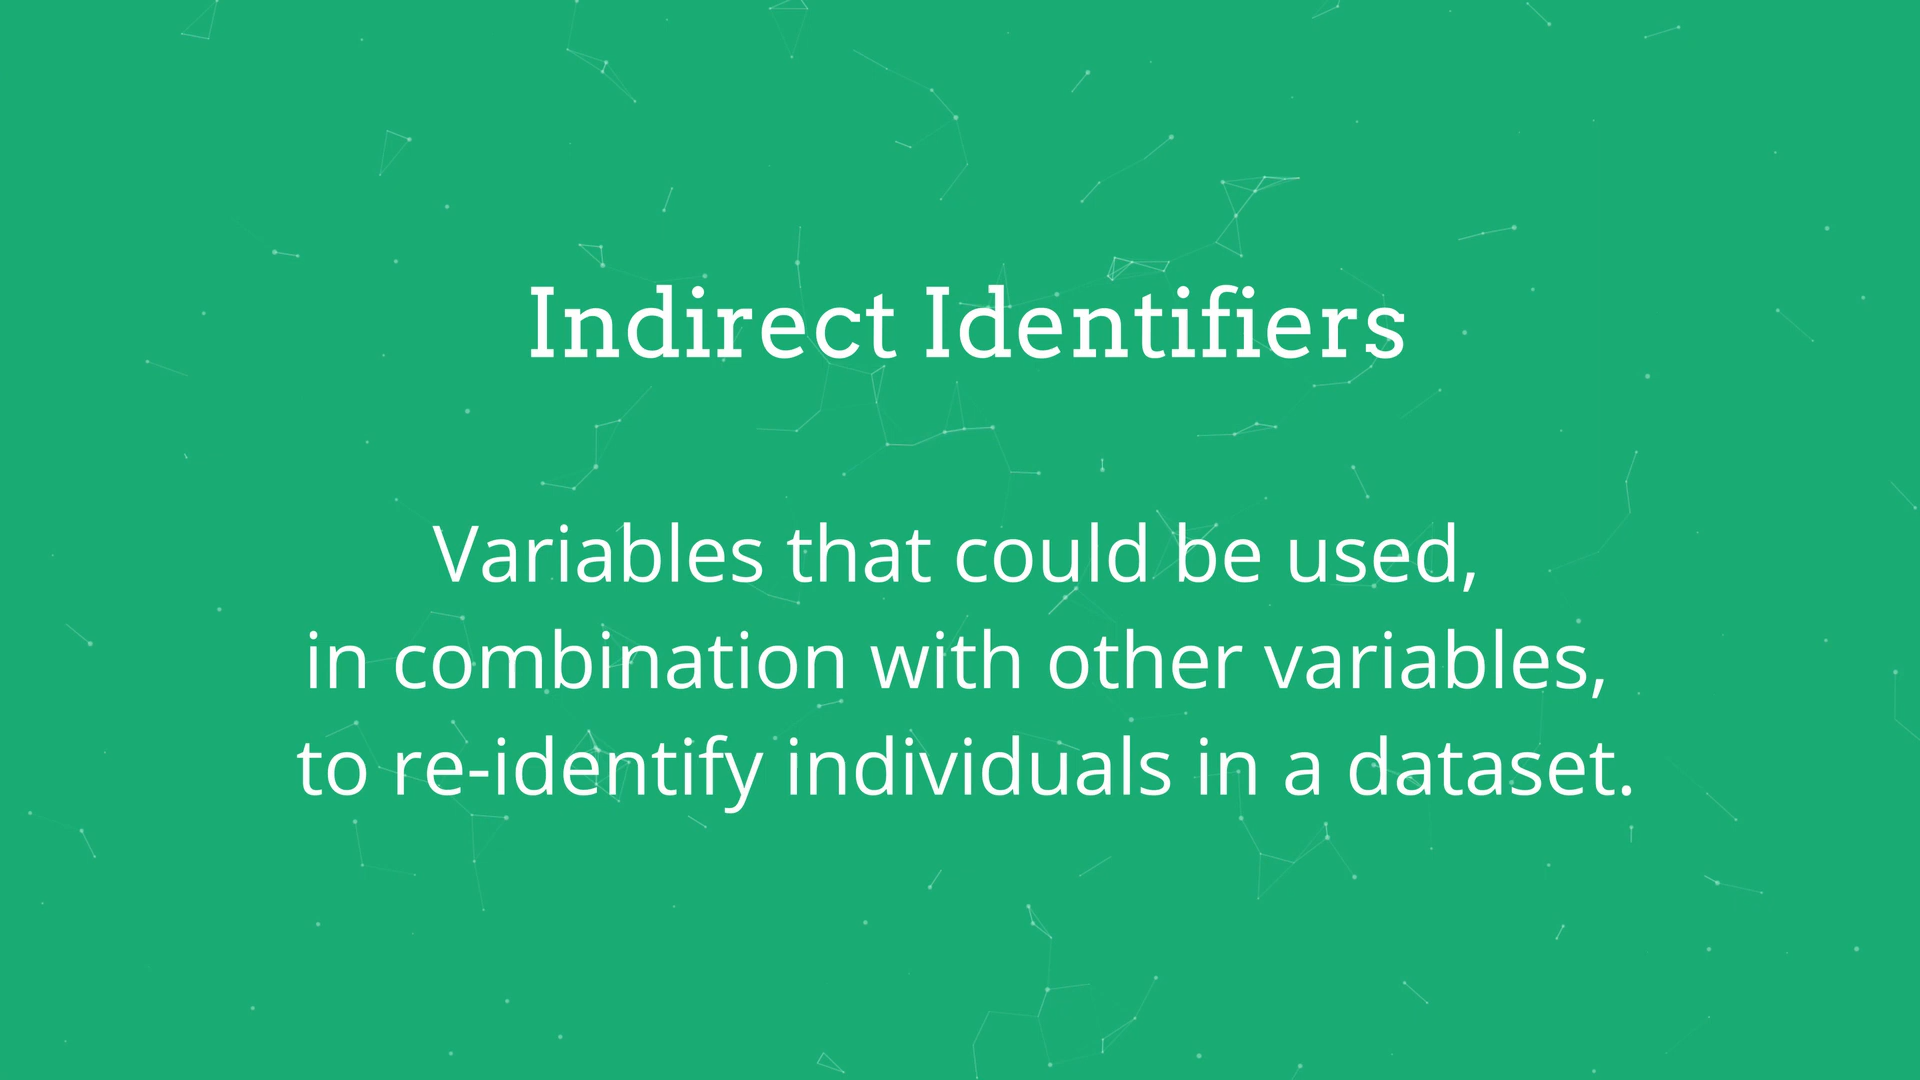 Indirect Identifiers
Variables that could be used,
in combination with other variables,
to re-identify individuals in a dataset.